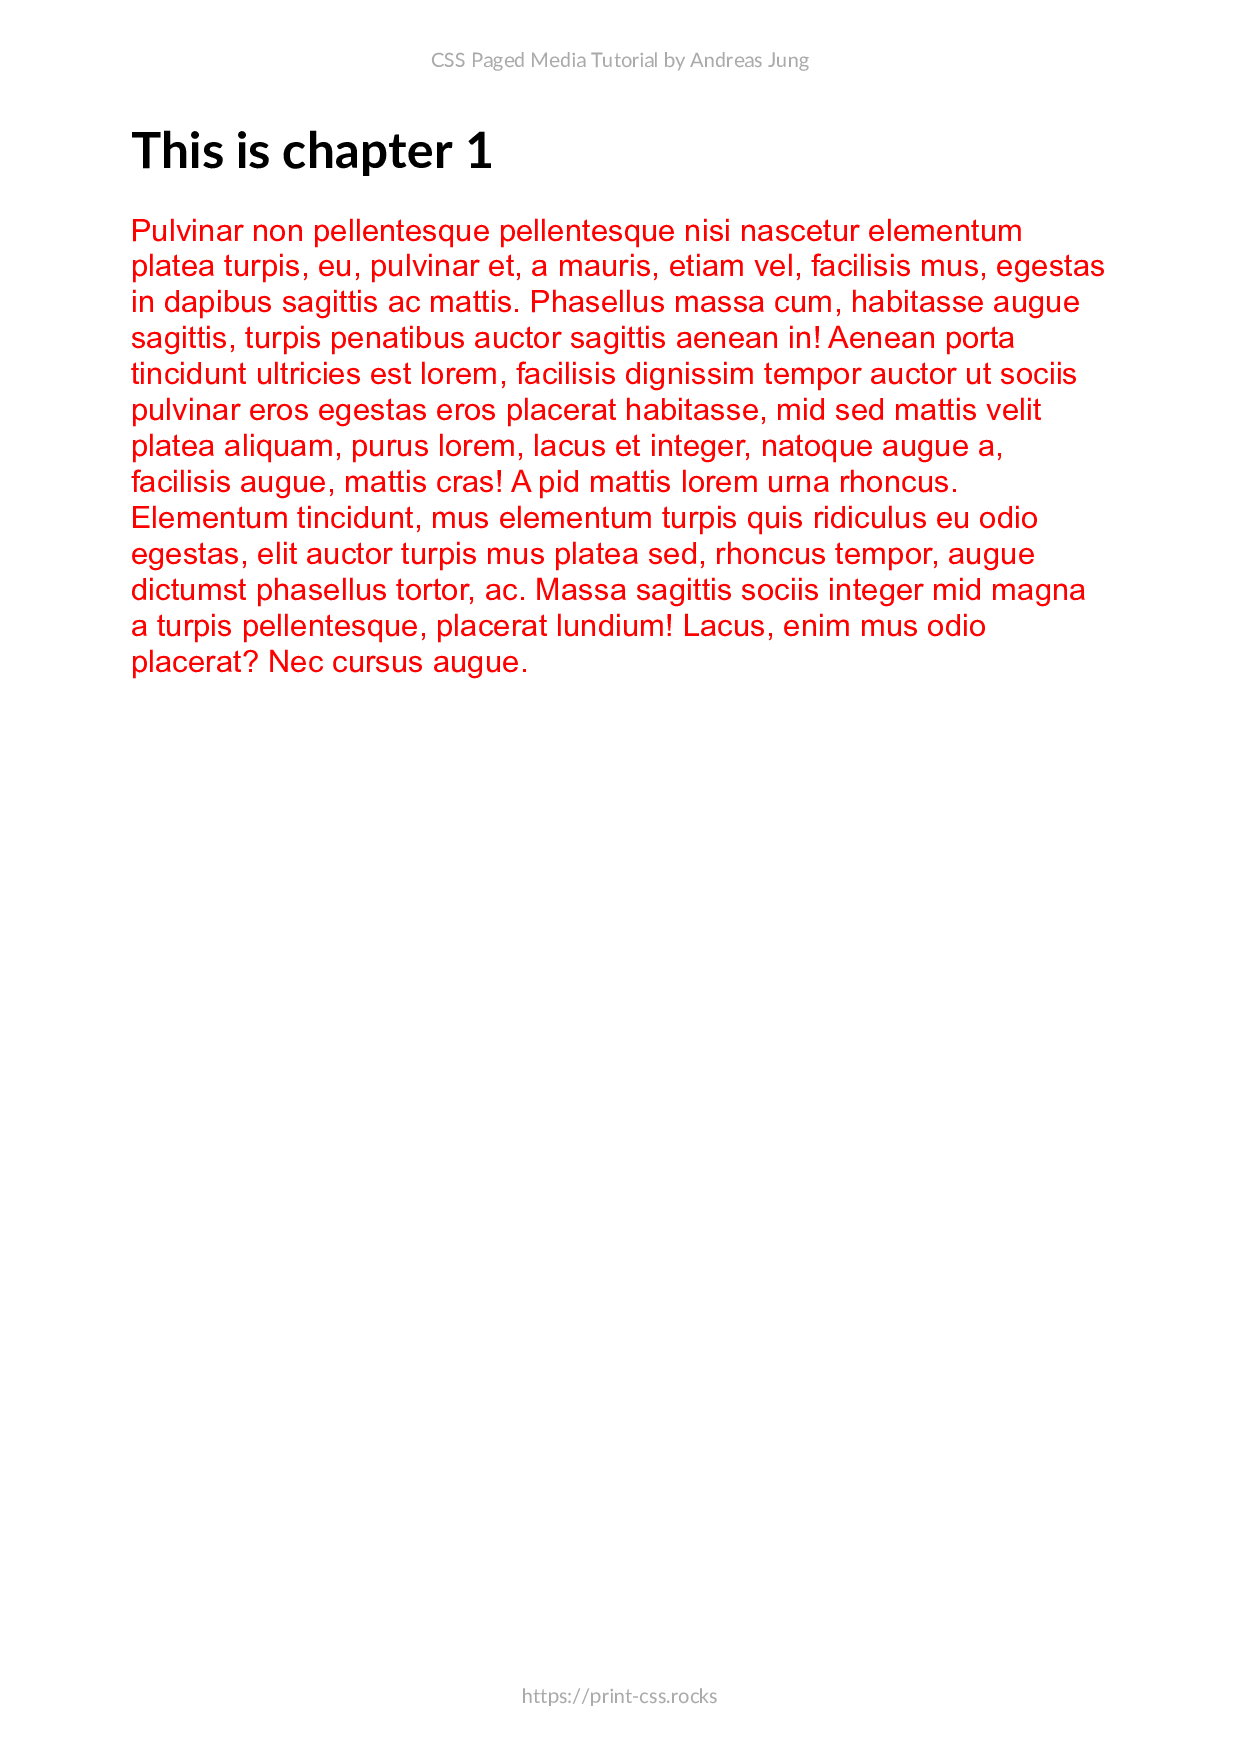 CSS Paged Media Tutorial by Andreas Jung
This is chapter 1
Pulvinar non pellentesque pellentesque nisi nascetur elementum
platea turpis, eu, pulvinar et, a mauris, etiam vel, facilisis mus, egestas
in dapibus sagittis ac mattis. Phasellus massa cum, habitasse augue
sagittis, turpis penatibus auctor sagittis aenean in! Aenean porta
tincidunt ultricies est lorem, facilisis dignissim tempor auctor ut sociis
pulvinar eros egestas eros placerat habitasse, mid sed mattis velit
platea aliquam, purus lorem, lacus et integer, natoque augue a,
facilisis augue, mattis cras! A pid mattis lorem urna rhoncus.
Elementum tincidunt, mus elementum turpis quis ridiculus eu odio
egestas, elit auctor turpis mus platea sed, rhoncus tempor, augue
dictumst phasellus tortor, ac. Massa sagittis sociis integer mid magna
a turpis pellentesque, placerat lundium! Lacus, enim mus odio
placerat? Nec cursus augue.
https://print-css.rocks